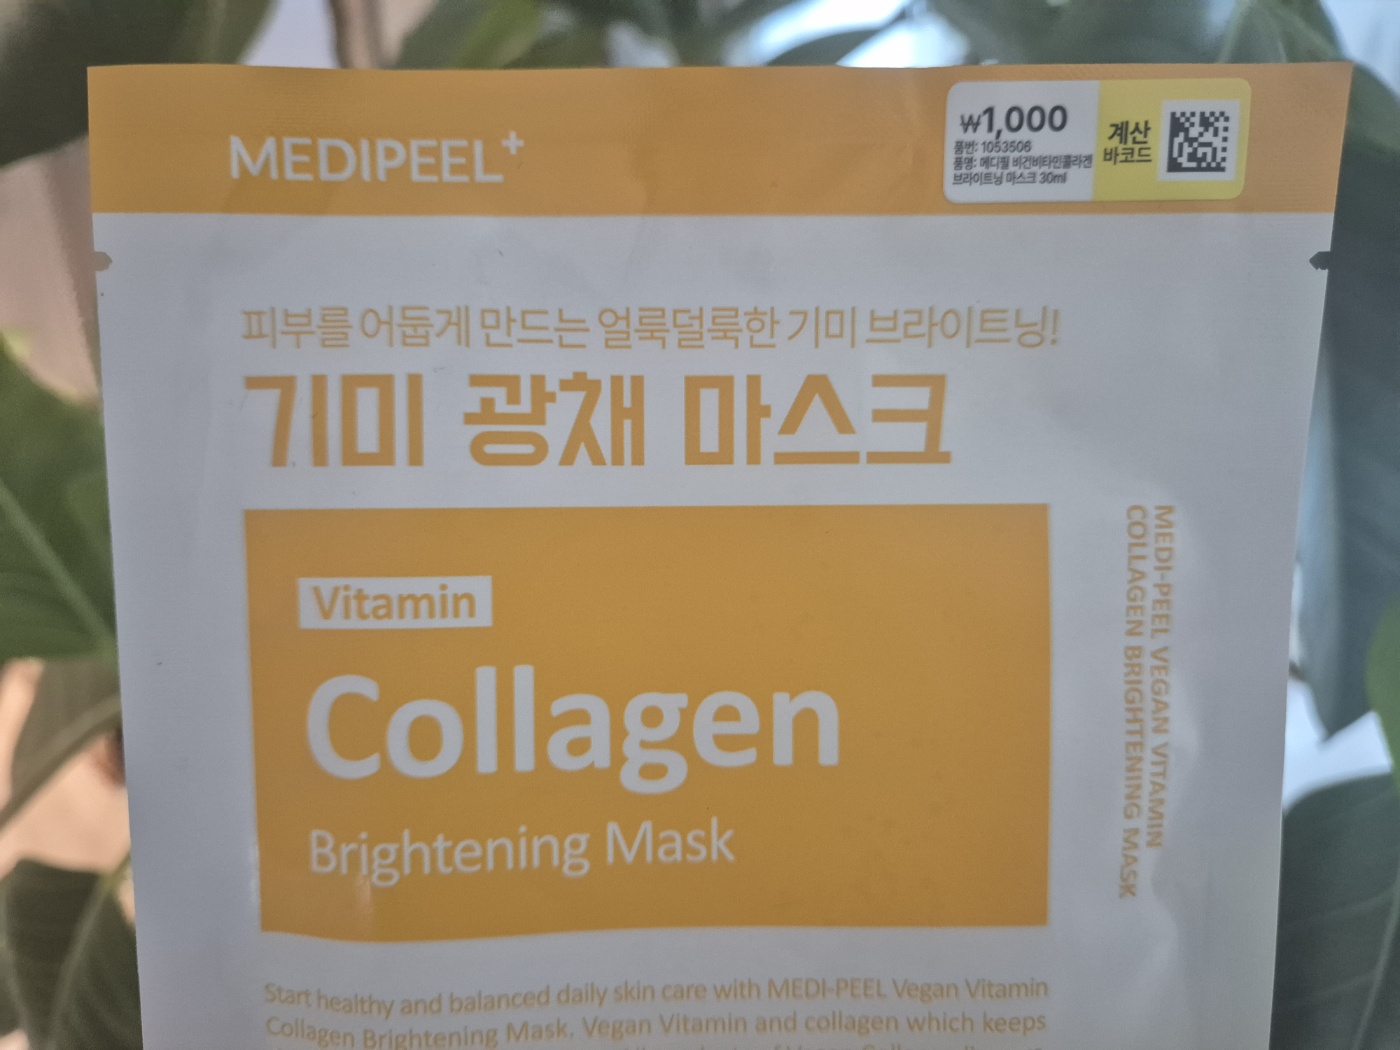 MEDIPEEL+
₩1,000
품번: 1053506
품명: 메디필 비건비타민콜라겐
브라이트닝 마스크 30ml
계산
바코드
피부를 어둡게 만드는 얼룩덜룩한 기미 브라이트닝!
기미 광채 마스크
Vitamin
Collagen
Brightening Mask
MEDI-PEEL VEGAN VITAMIN
COLLAGEN BRIGHTENING MASK
Start healthy and balanced daily skin care with MEDI-PEEL Vegan Vitamin
Collagen Brightening Mask. Vegan Vitamin and collagen which keeps